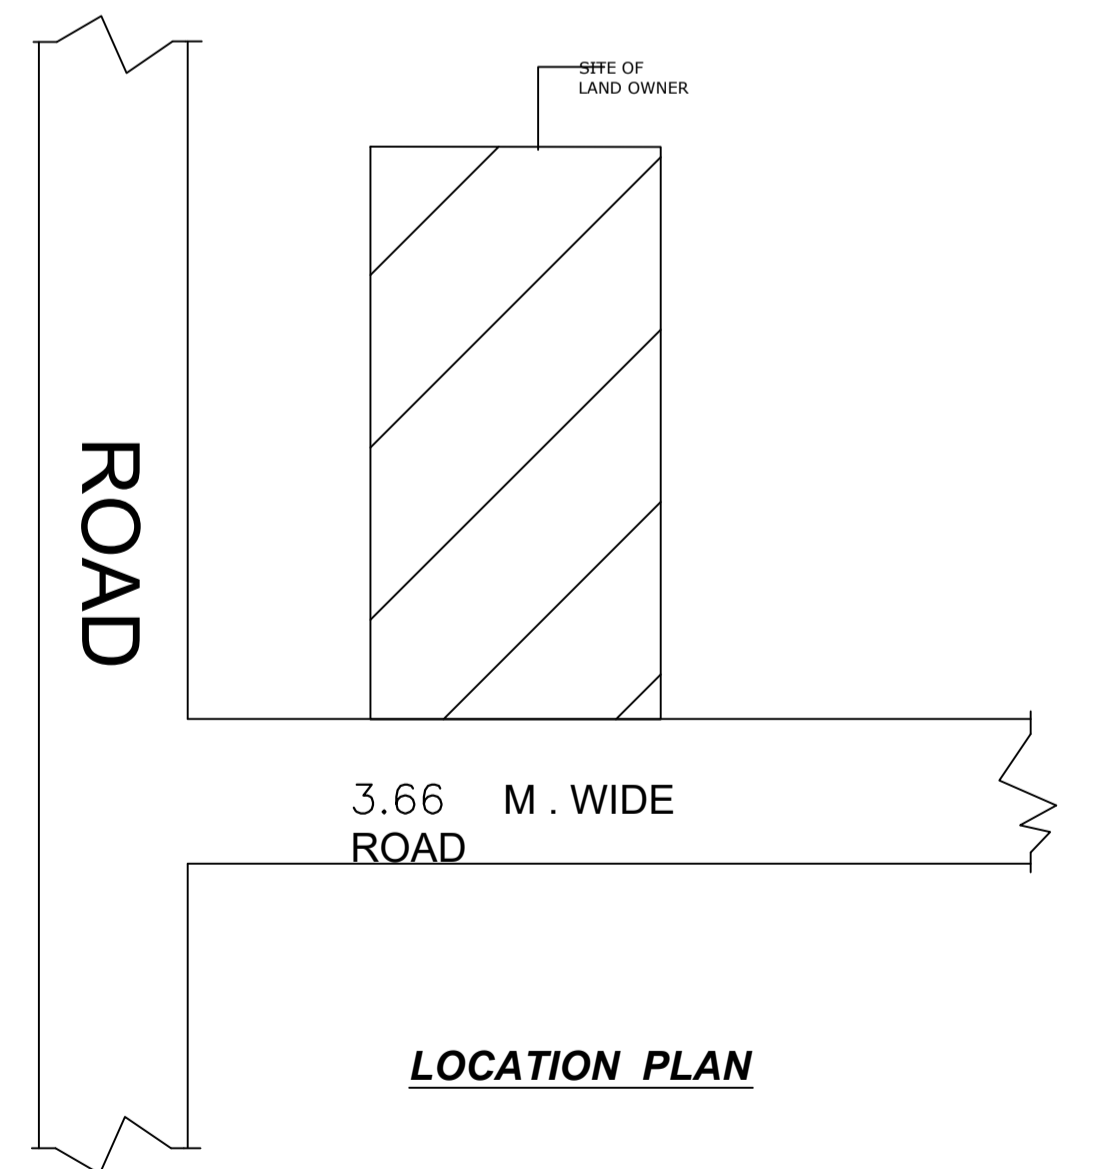 SITE OF
LAND OWNER
ROAD
3.66 M . WIDE
ROAD
LOCATION PLAN